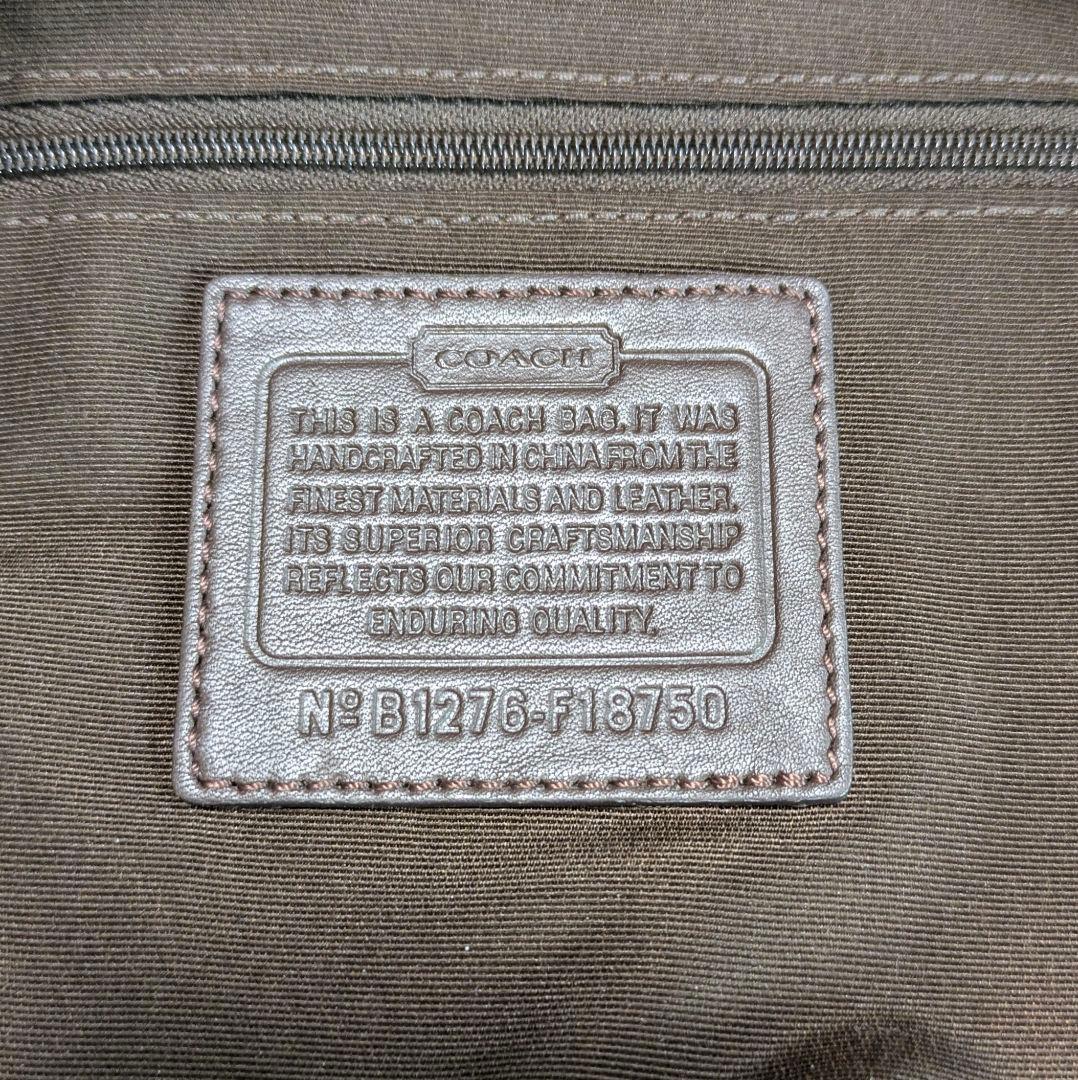 COACH
THIS IS A COACH BAG. IT WAS
HANDCRAFTED IN CHINA FROM THE
FINEST MATERIALS AND LEATHER.
ITS SUPERIOR CRAFTSMANSHIP
REFLECTS OUR COMMITMENT TO
ENDURING QUALITY.
Nº B1276-F18750